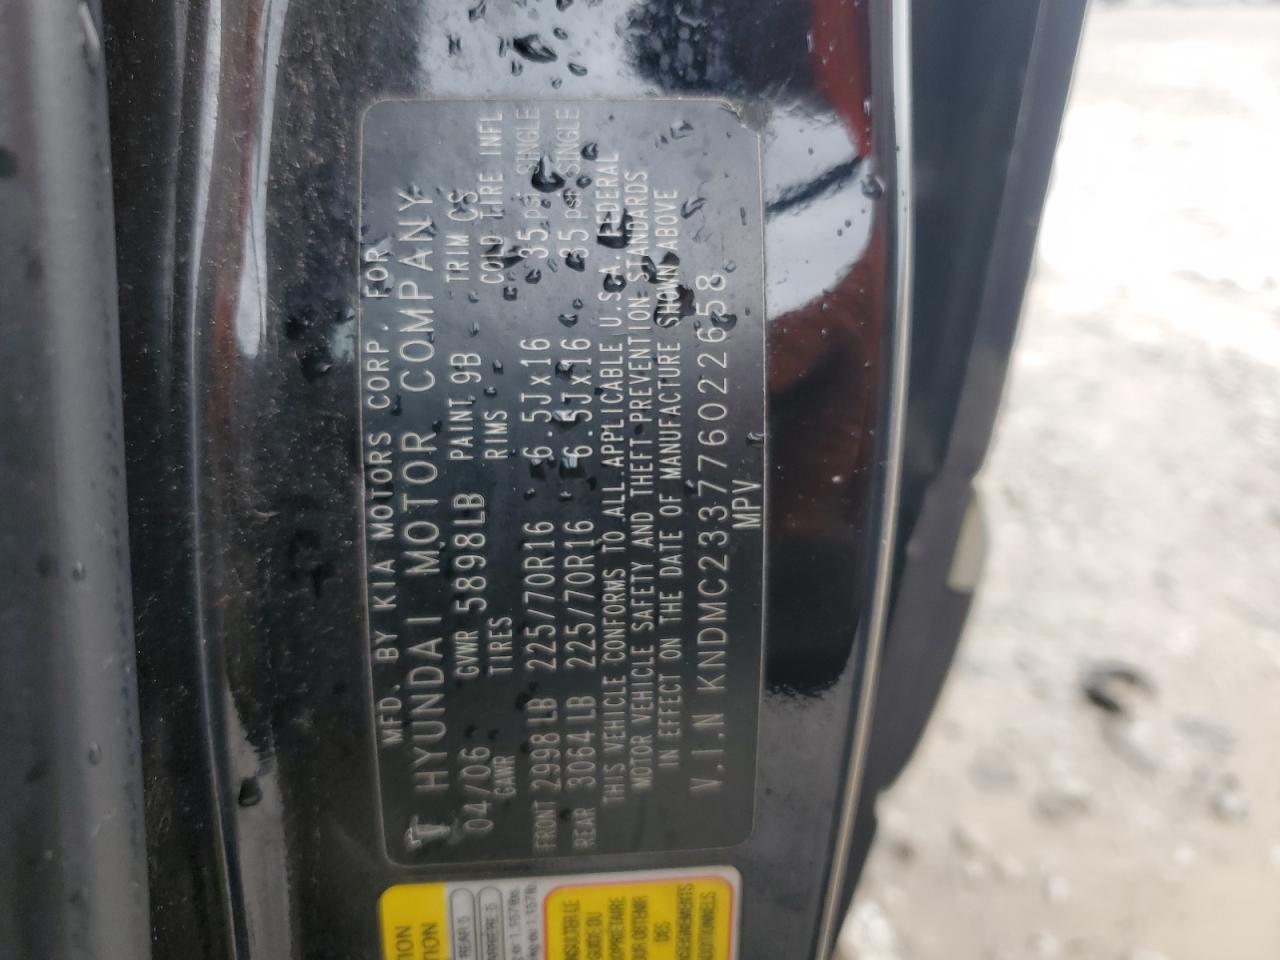 MFD. BY KIA MOTORS CORP. FOR
HYUNDAI MOTOR COMPANY
04/06 GVWR 5898LB PAINT 9B TRIM CS
GAWR TIRES RIMS COLD TIRE INFL
FRONT 2998LB 225/70R16 6.5Jx16 35 psi SINGLE
REAR 3064LB 225/70R16 6.5Jx16 35 psi SINGLE
THIS VEHICLE CONFORMS TO ALL APPLICABLE U.S.A. FEDERAL
MOTOR VEHICLE SAFETY AND THEFT PREVENTION STANDARDS
IN EFFECT ON THE DATE OF MANUFACTURE SHOWN ABOVE
V.I.N KNDMC233776022658
MPV